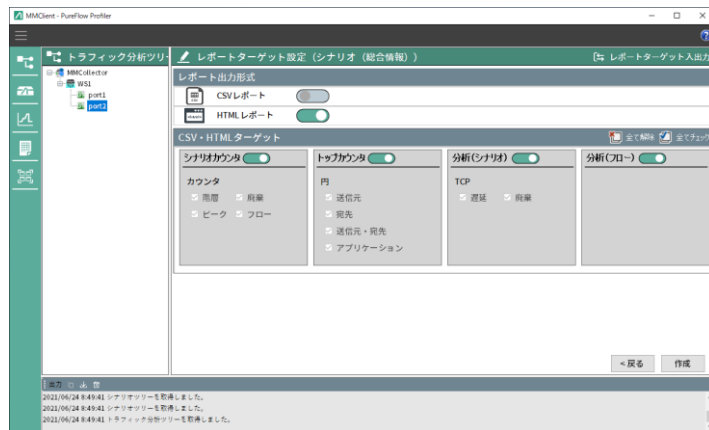 MMClient - PureFlow Profiler
トラフィック分析ツリー
レポートターゲット設定（シナリオ（総合情報））
レポートターゲット入出力
MMCollector
WS1
port1
port2
レポート出力形式
CSVレポート
HTMLレポート
CSV・HTMLターゲット
全て解除 全てチェック
シナリオカウンタ
カウンタ
階層 廃棄
ピーク フロー
トップカウンタ
円
送信元
宛先
送信元・宛先
アプリケーション
分析(シナリオ)
TCP
遅延 廃棄
分析(フロー)
<戻る 作成
出力
2021/06/24 8:49:41 シナリオツリーを取得しました。
2021/06/24 8:49:41 シナリオツリーを取得しました。
2021/06/24 8:49:41 トラフィック分析ツリーを取得しました。